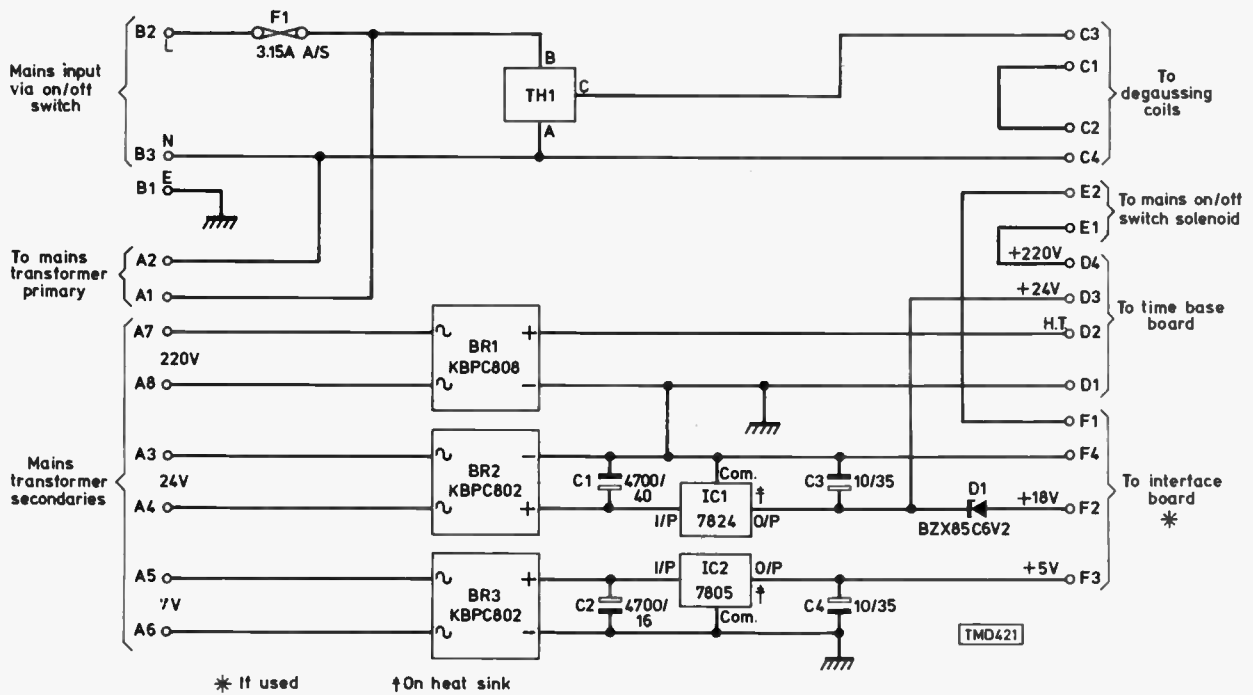 F1
B2
L
3.15A A/S
C3
Mains input
via on/off
switch
B
TH1
C
A
C1
C2
To
degaussing
coils
N
B3
C4
E
B1
E2
E1
To mains on/off
switch solenoid
To mains
transformer
primary
A2
A1
+220V
D4
+24V
D3
H.T.
D2
D1
To time base
board
A7
220V
A8
BR1
KBPC808
+
-
F1
Mains
transformer
secondaries
A3
24V
A4
BR2
KBPC802
-
+
C1
4700/
40
Com.
IC1
7824
I/P
O/P
C3
10/35
D1
BZX85C6V2
+18V
F4
F2
To interface
board
✳
A5
7V
A6
BR3
KBPC802
+
-
C2
4700/
16
I/P
IC2
7805
O/P
Com.
C4
10/35
+5V
F3
TMD421
✳ If used
↑On heat sink